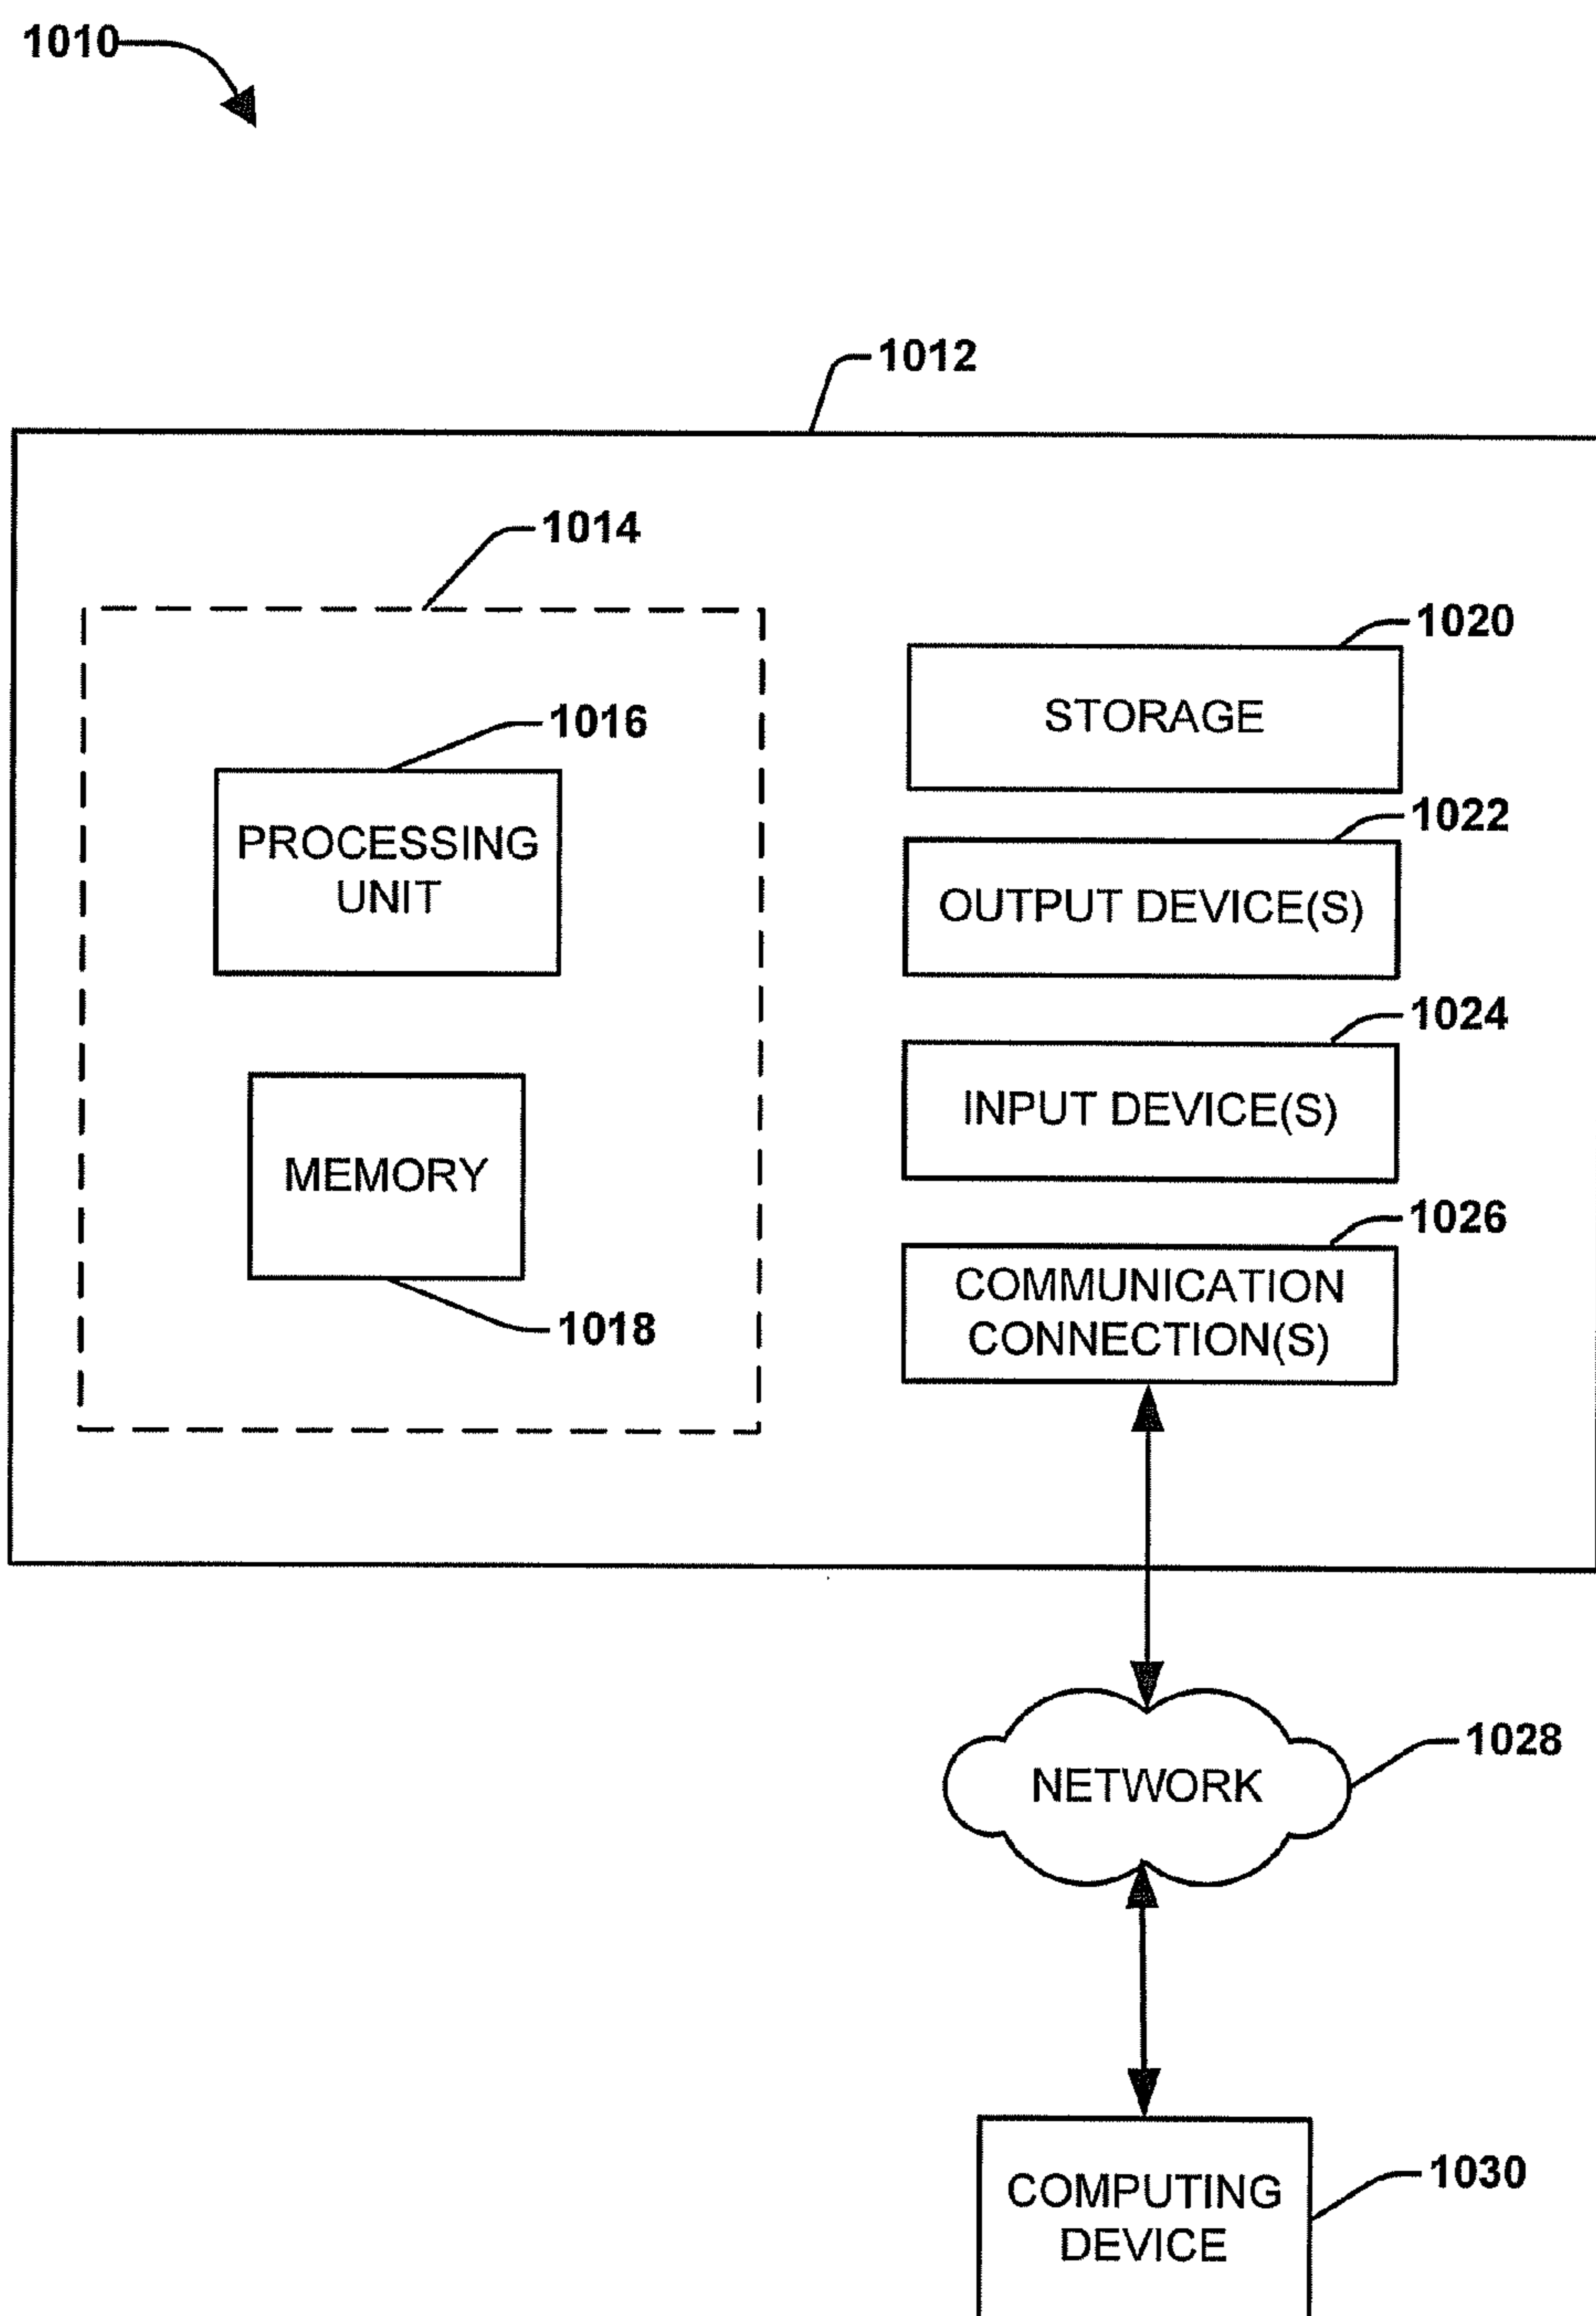 1010
1012
1014
1020
STORAGE
1016
PROCESSING
UNIT
1022
OUTPUT DEVICE(S)
1024
INPUT DEVICE(S)
MEMORY
1018
1026
COMMUNICATION
CONNECTION(S)
1028
NETWORK
1030
COMPUTING
DEVICE